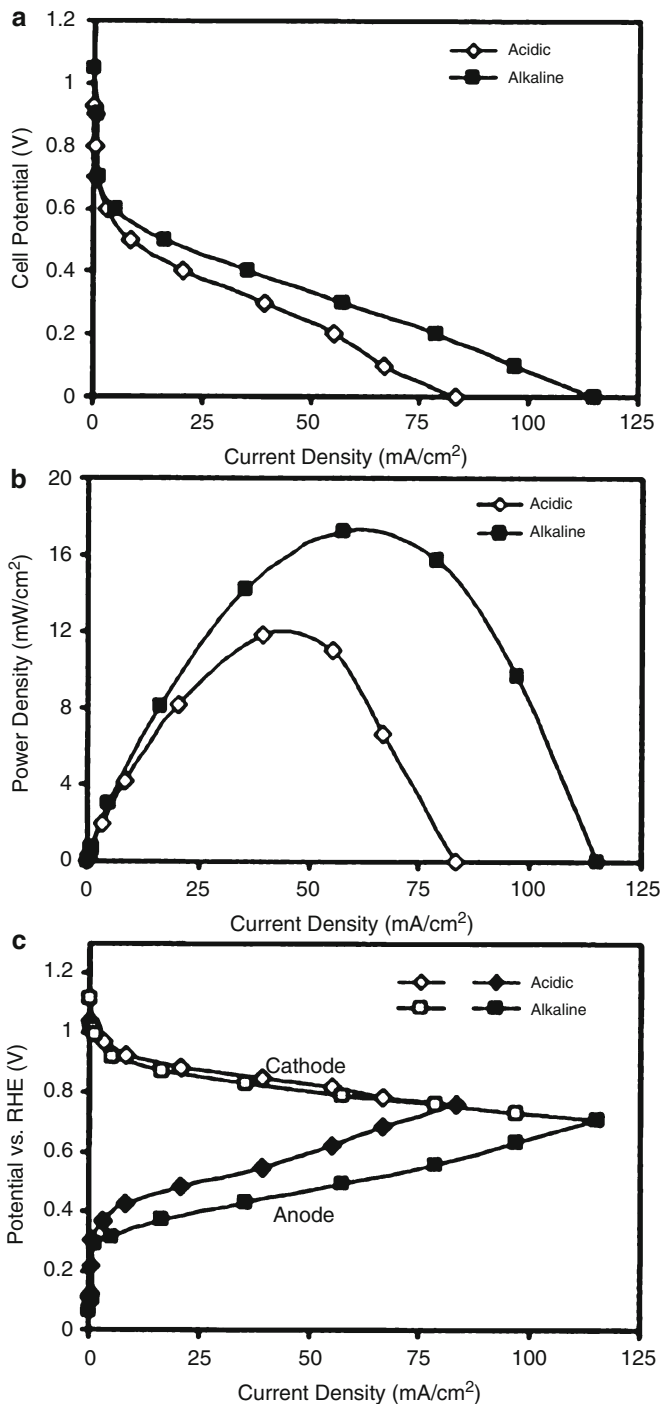 a
1.2
1
0.8
0.6
0.4
0.2
0
Cell Potential (V)
Acidic
Alkaline
0 25 50 75 100 125
Current Density (mA/cm²)
b
20
16
12
8
4
0
Power Density (mW/cm²)
Acidic
Alkaline
0 25 50 75 100 125
Current Density (mA/cm²)
c
1.2
1
0.8
0.6
0.4
0.2
0
Potential vs. RHE (V)
Acidic
Alkaline
Cathode
Anode
0 25 50 75 100 125
Current Density (mA/cm²)